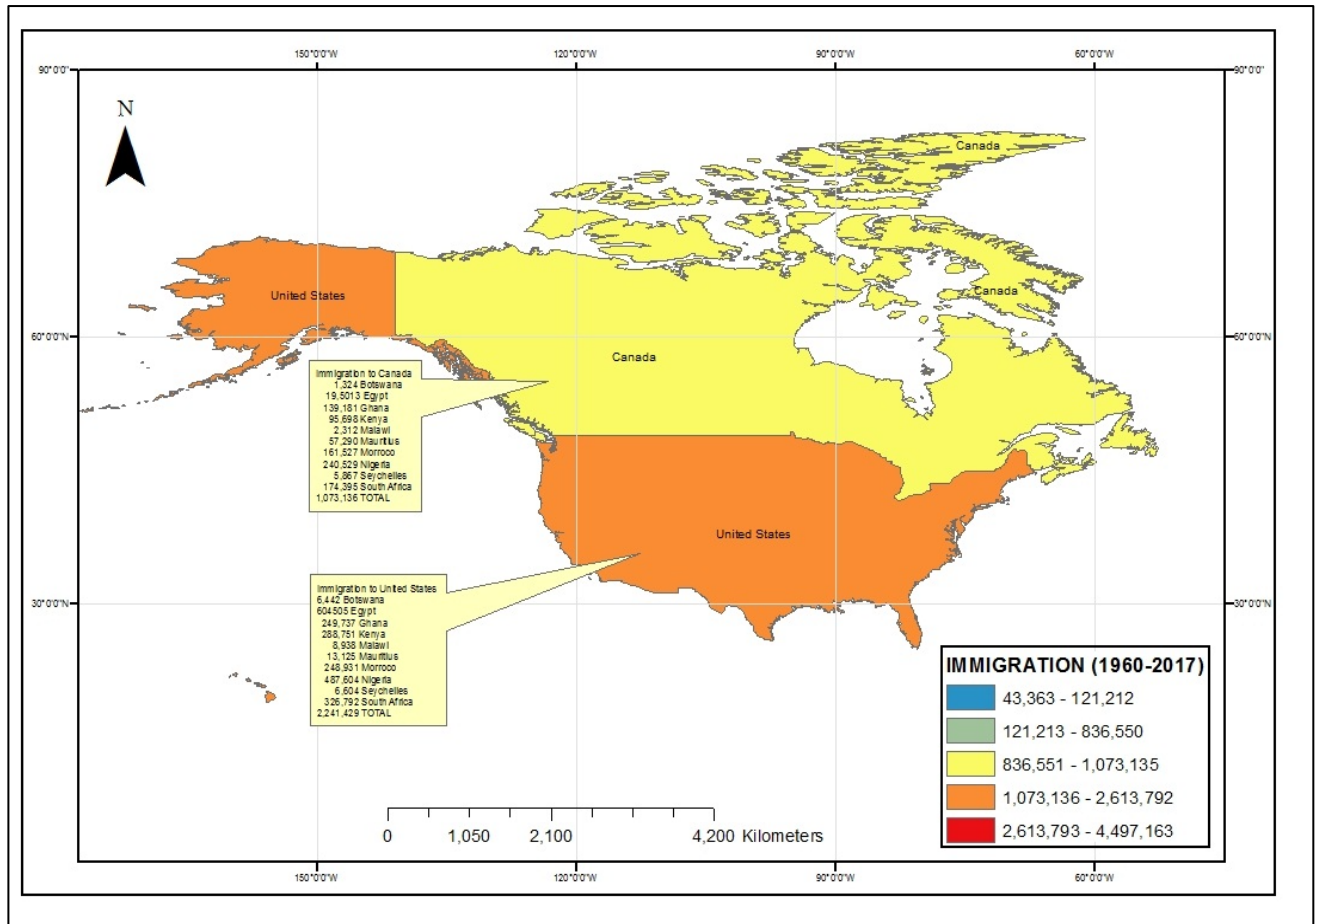 150°0'0"W 120°0'0"W 90°0'0"W 60°0'0"W
90°0'0" 90°0'0"
N
Canada
United States
Canada
60°0'0"N 60°0'0"N
Canada
Immigration to Canada
1,324 Botswana
19,5013 Egypt
139,181 Ghana
95,698 Kenya
2,312 Malawi
57,290 Mauritius
161,527 Morroco
240,529 Nigeria
5,867 Seychelles
174,395 South Africa
1,073,136 TOTAL
United States
Immigration to United States
6,442 Botswana
604505 Egypt
249,737 Ghana
288,751 Kenya
8,938 Malawi
13,125 Mauritius
248,931 Morroco
487,604 Nigeria
6,604 Seychelles
326,792 South Africa
2,241,429 TOTAL
30°0'0"N 30°0'0"N
IMMIGRATION (1960-2017)
43,363 - 121,212
121,213 - 836,550
836,551 - 1,073,135
1,073,136 - 2,613,792
2,613,793 - 4,497,163
0 1,050 2,100 4,200 Kilometers
150°0'0"W 120°0'0"W 90°0'0"W 60°0'0"W